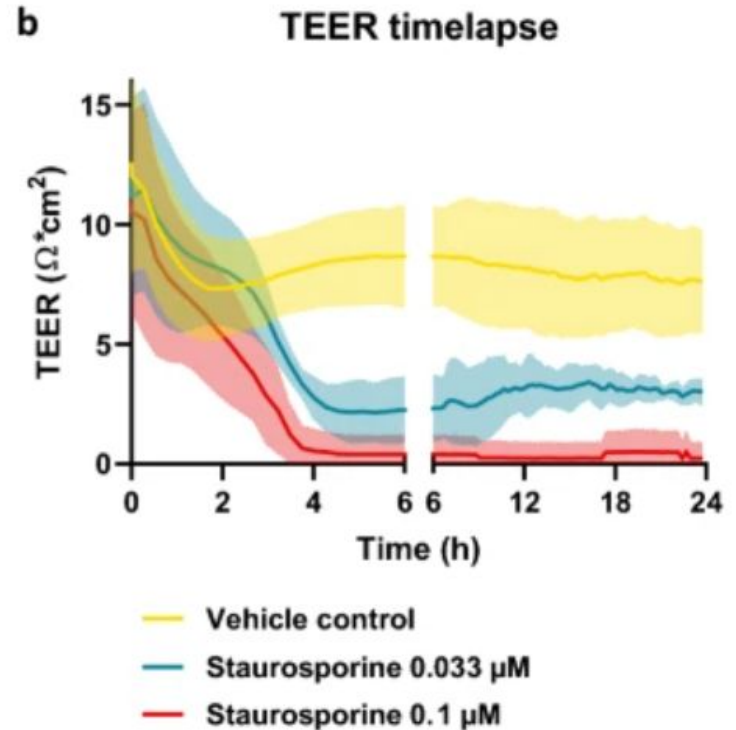 b
TEER timelapse
TEER (Ω*cm²)
15
10
5
0
0 2 4 6 6 12 18 24
Time (h)
Vehicle control
Staurosporine 0.033 µM
Staurosporine 0.1 µM